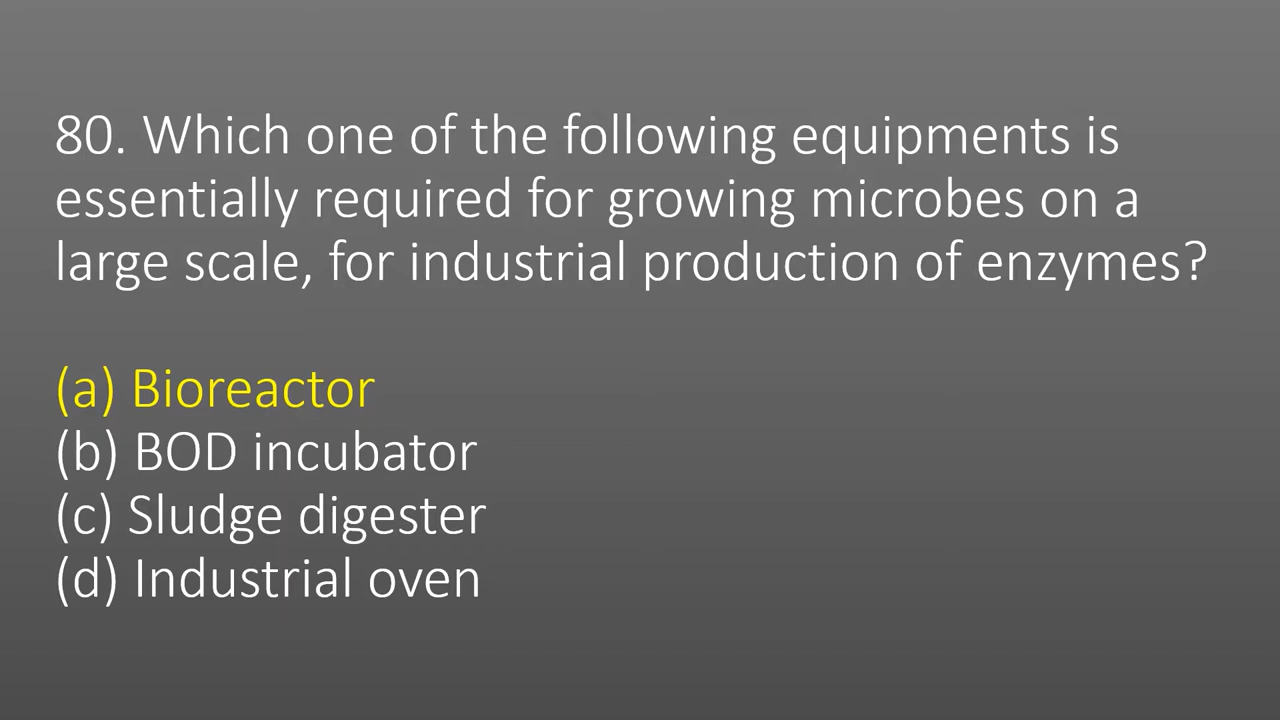 80. Which one of the following equipments is
essentially required for growing microbes on a
large scale, for industrial production of enzymes?
(a) Bioreactor
(b) BOD incubator
(c) Sludge digester
(d) Industrial oven